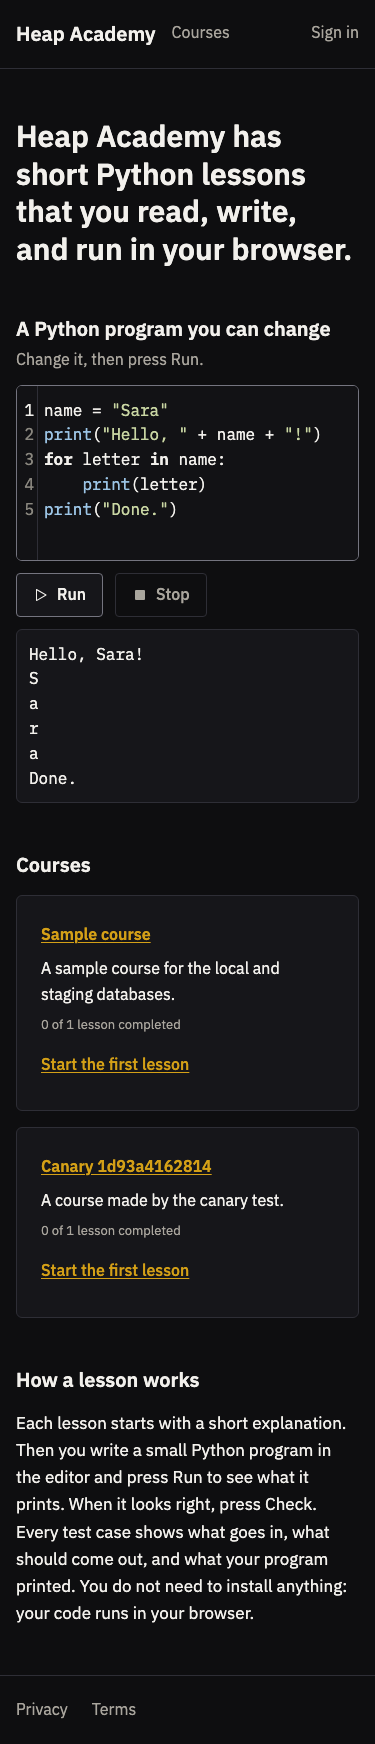 Heap Academy Courses Sign in
Heap Academy has
short Python lessons
that you read, write,
and run in your browser.
A Python program you can change
Change it, then press Run.
1 name = "Sara"
2 print("Hello, " + name + "!")
3 for letter in name:
4     print(letter)
5 print("Done.")
Run Stop
Hello, Sara!
S
a
r
a
Done.
Courses
Sample course
A sample course for the local and
staging databases.
0 of 1 lesson completed
Start the first lesson
Canary 1d93a4162814
A course made by the canary test.
0 of 1 lesson completed
Start the first lesson
How a lesson works
Each lesson starts with a short explanation.
Then you write a small Python program in
the editor and press Run to see what it
prints. When it looks right, press Check.
Every test case shows what goes in, what
should come out, and what your program
printed. You do not need to install anything:
your code runs in your browser.
Privacy Terms